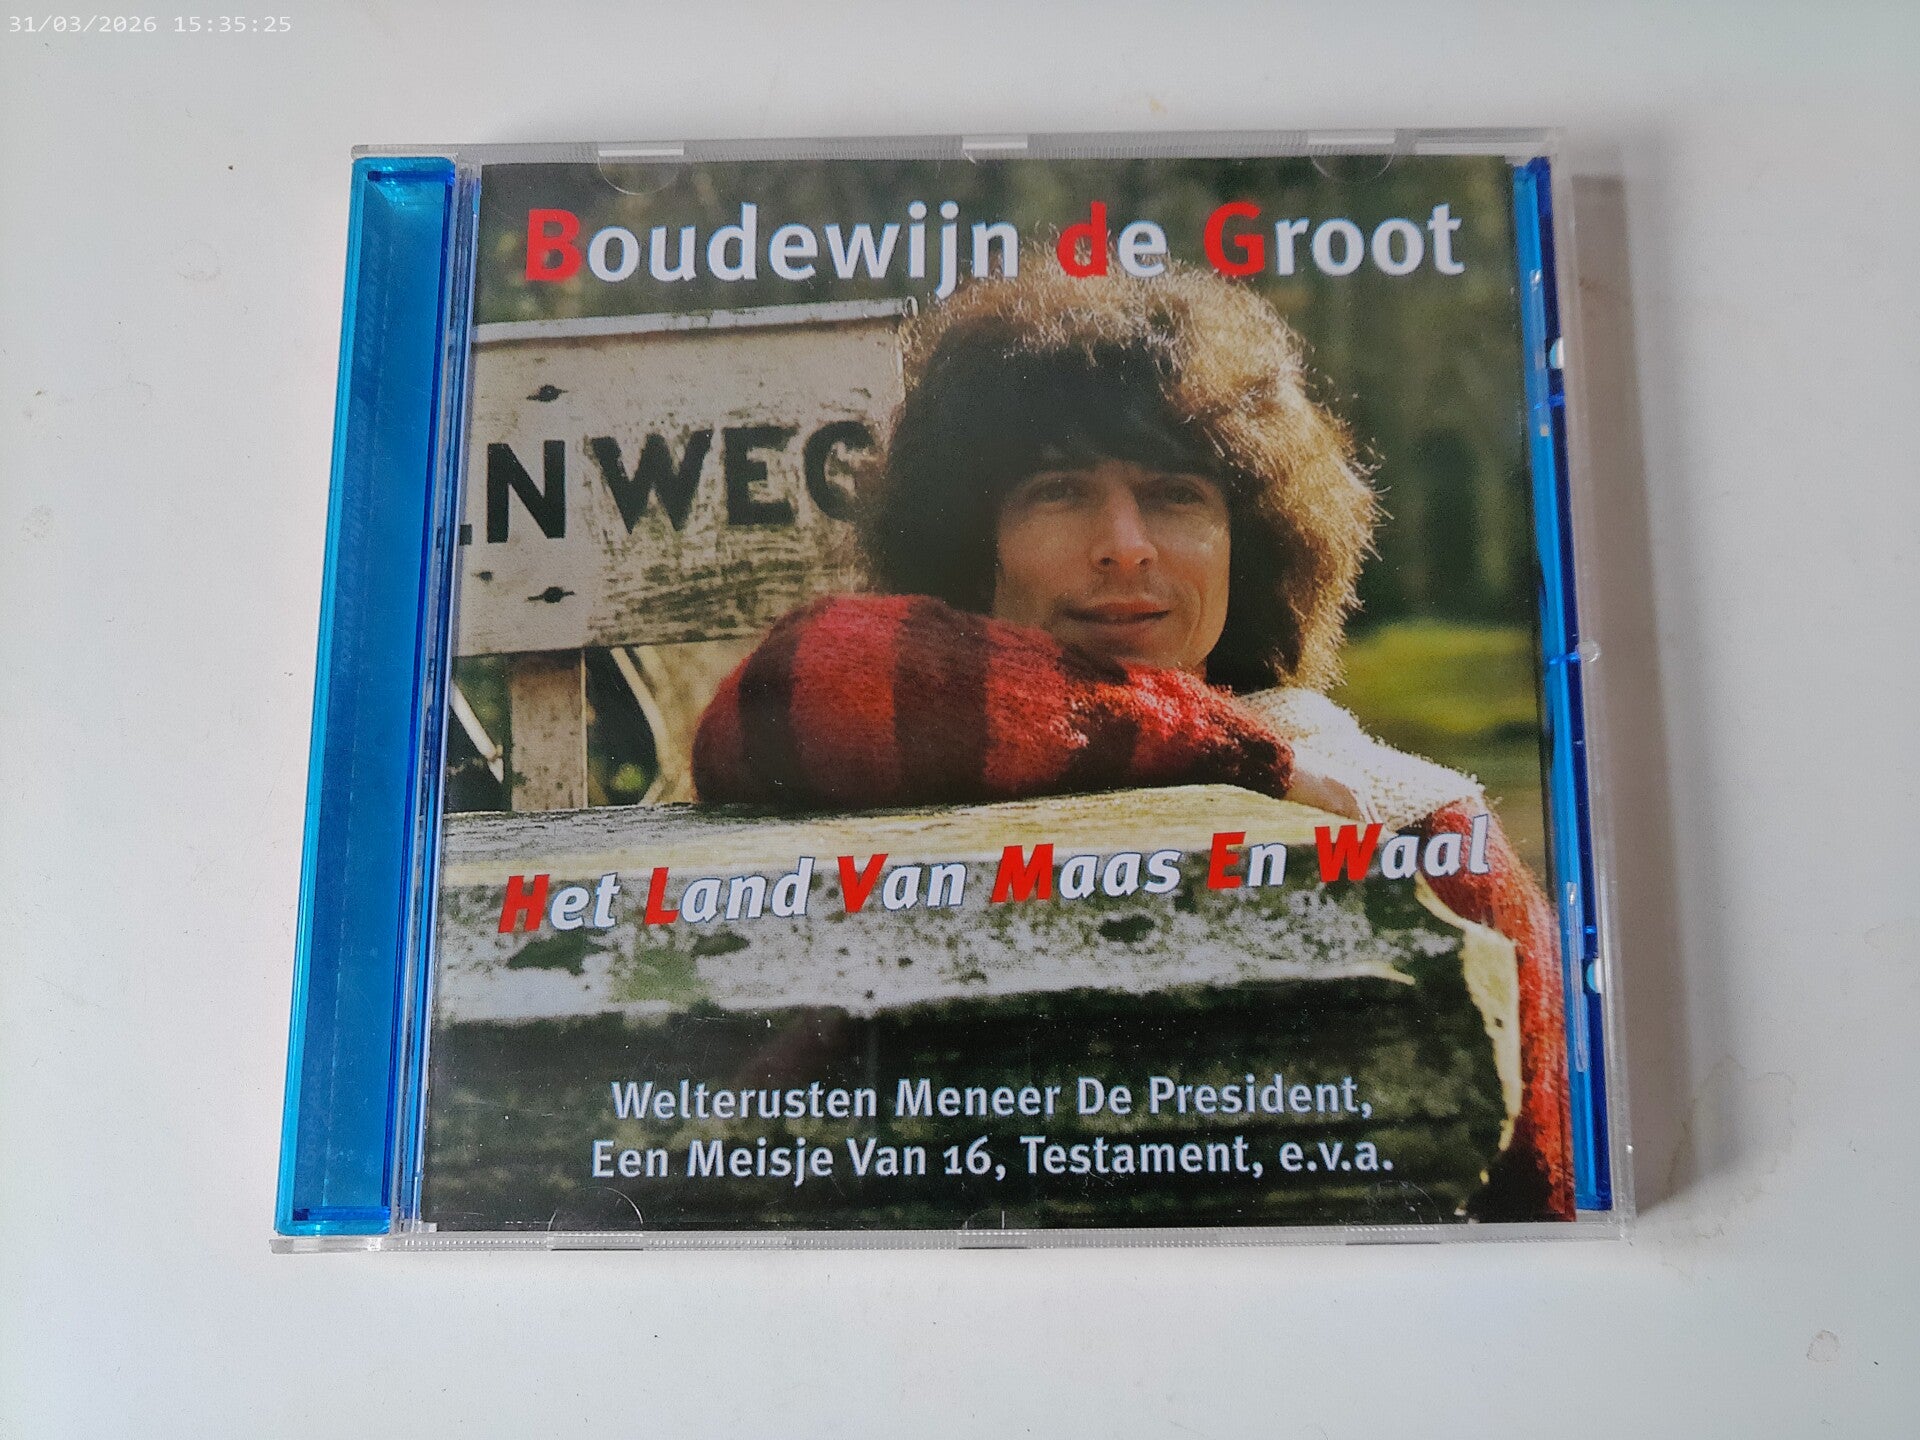 31/03/2026 15:35:25
Boudewijn de Groot
NWEG
Het Land Van Maas En Waal
Welterusten Meneer De President,
Een Meisje Van 16, Testament, e.v.a.